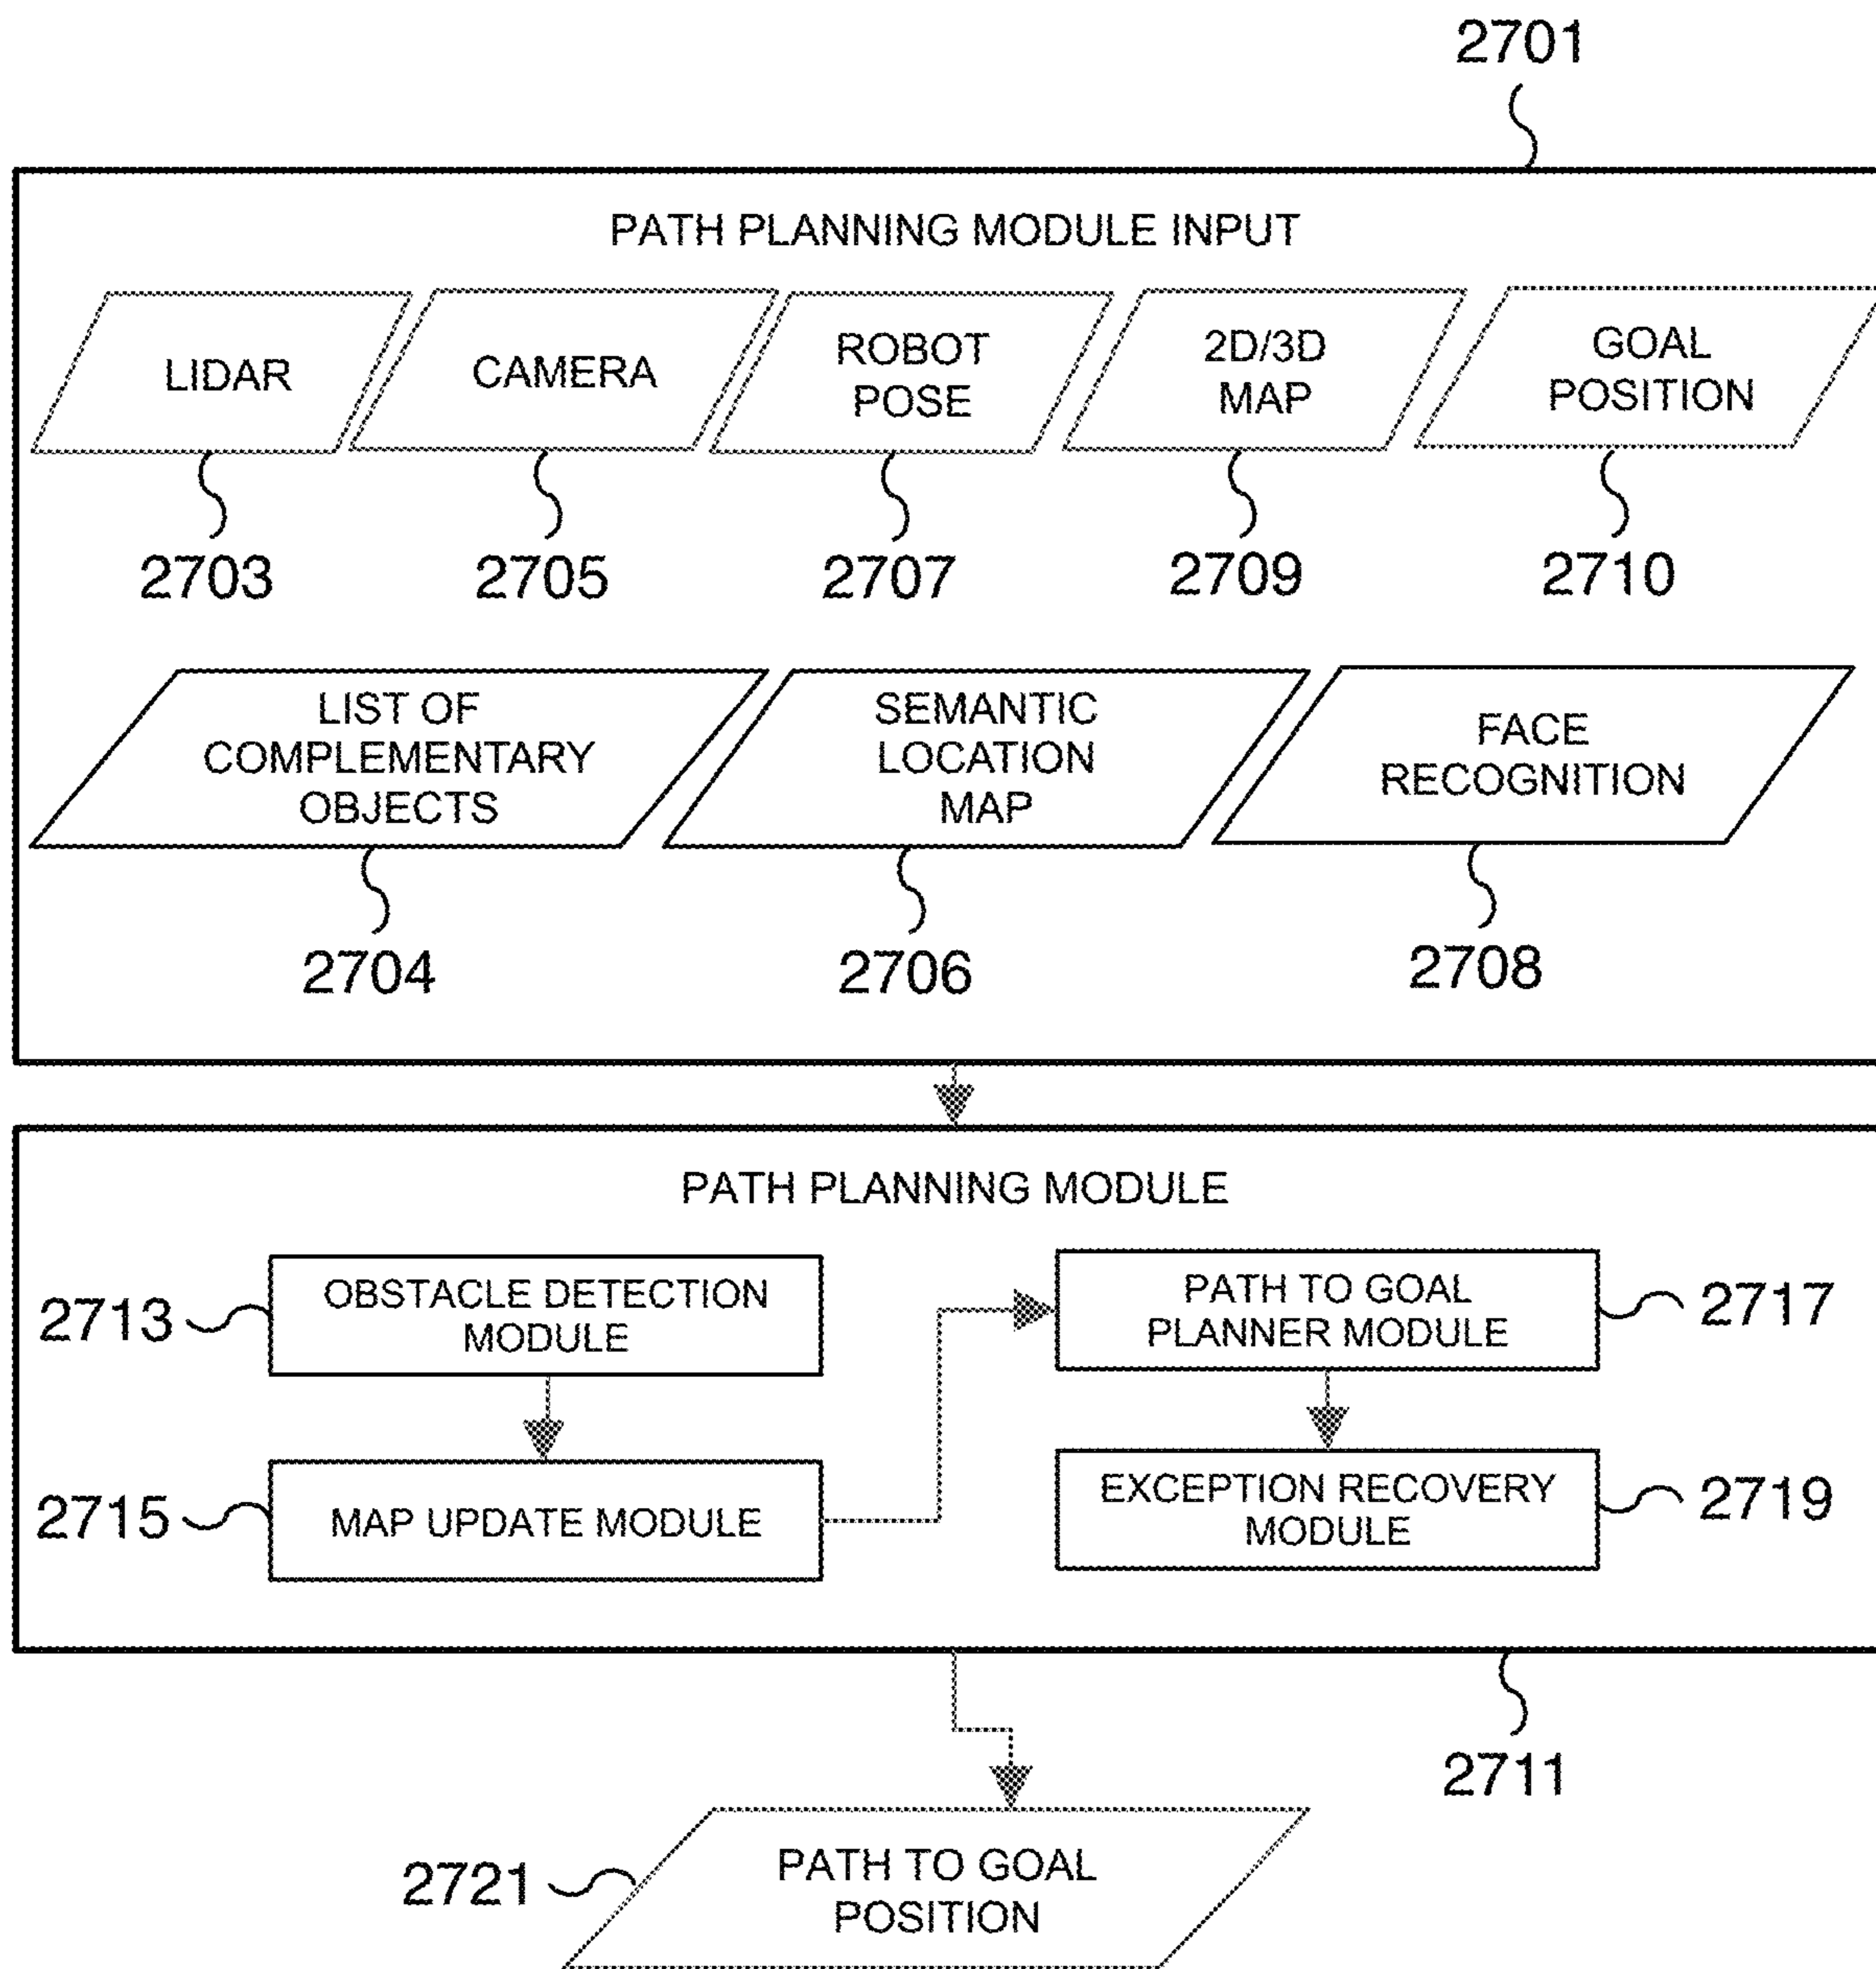 2701
PATH PLANNING MODULE INPUT
LIDAR
CAMERA
ROBOT
POSE
2D/3D
MAP
GOAL
POSITION
2703
2705
2707
2709
2710
LIST OF
COMPLEMENTARY
OBJECTS
SEMANTIC
LOCATION
MAP
FACE
RECOGNITION
2704
2706
2708
PATH PLANNING MODULE
2713
OBSTACLE DETECTION
MODULE
PATH TO GOAL
PLANNER MODULE
2717
2715
MAP UPDATE MODULE
EXCEPTION RECOVERY
MODULE
2719
2711
2721
PATH TO GOAL
POSITION